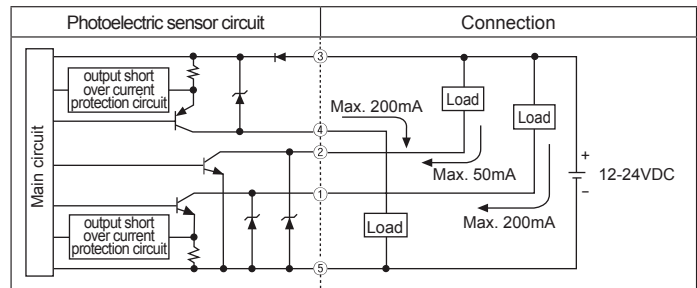 Photoelectric sensor circuit
Connection
Main circuit
output short
over current
protection circuit
③
④
②
①
⑤
output short
over current
protection circuit
Max. 200mA
Load
Load
Max. 50mA
Load
Max. 200mA
+
−
12-24VDC